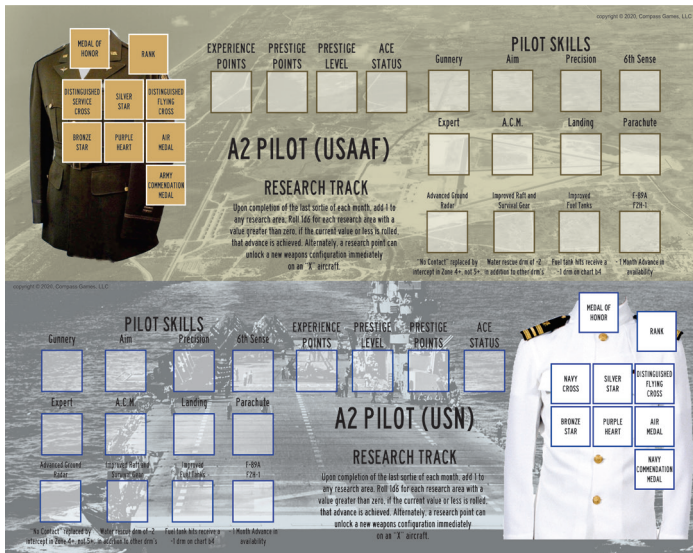 copyright © 2020, Compass Games, LLC
MEDAL OF
HONOR
RANK
DISTINGUISHED
SERVICE
CROSS
SILVER
STAR
DISTINGUISHED
FLYING
CROSS
BRONZE
STAR
PURPLE
HEART
AIR
MEDAL
ARMY
COMMENDATION
MEDAL
EXPERIENCE
POINTS
PRESTIGE
POINTS
PRESTIGE
LEVEL
ACE
STATUS
A2 PILOT (USAAF)
RESEARCH TRACK
Upon completion of the last sortie of each month, add 1 to
any research area. Roll 1d6 for each research area with a
value greater than zero, if the current value or less is rolled,
that advance is achieved. Alternately, a research point can
unlock a new weapons configuration immediately
on an "X" aircraft.
PILOT SKILLS
Gunnery
Aim
Precision
6th Sense
Expert
A.C.M.
Landing
Parachute
Advanced Ground
Radar
Improved Raft and
Survival Gear
Improved
Fuel Tanks
F-89A
F2H-1
"No Contact" replaced by
intercept in Zone 4+, not 5+.
Water rescue drm of -2
in addition to other drm's
Fuel tank hits receive a
-1 drm on chart b4
1 Month Advance in
availability
copyright © 2020, Compass Games, LLC
PILOT SKILLS
Gunnery
Aim
Precision
6th Sense
Expert
A.C.M.
Landing
Parachute
Advanced Ground
Radar
Improved Raft and
Survival Gear
Improved
Fuel Tanks
F-89A
F2H-1
"No Contact" replaced by
intercept in Zone 4+, not 5+.
Water rescue drm of -2
in addition to other drm's
Fuel tank hits receive a
-1 drm on chart b4
1 Month Advance in
availability
EXPERIENCE
POINTS
PRESTIGE
LEVEL
PRESTIGE
POINTS
ACE
STATUS
A2 PILOT (USN)
RESEARCH TRACK
Upon completion of the last sortie of each month, add 1 to
any research area. Roll 1d6 for each research area with a
value greater than zero, if the current value or less is rolled,
that advance is achieved. Alternately, a research point can
unlock a new weapons configuration immediately
on an "X" aircraft.
MEDAL OF
HONOR
RANK
NAVY
CROSS
SILVER
STAR
DISTINGUISHED
FLYING
CROSS
BRONZE
STAR
PURPLE
HEART
AIR
MEDAL
NAVY
COMMENDATION
MEDAL